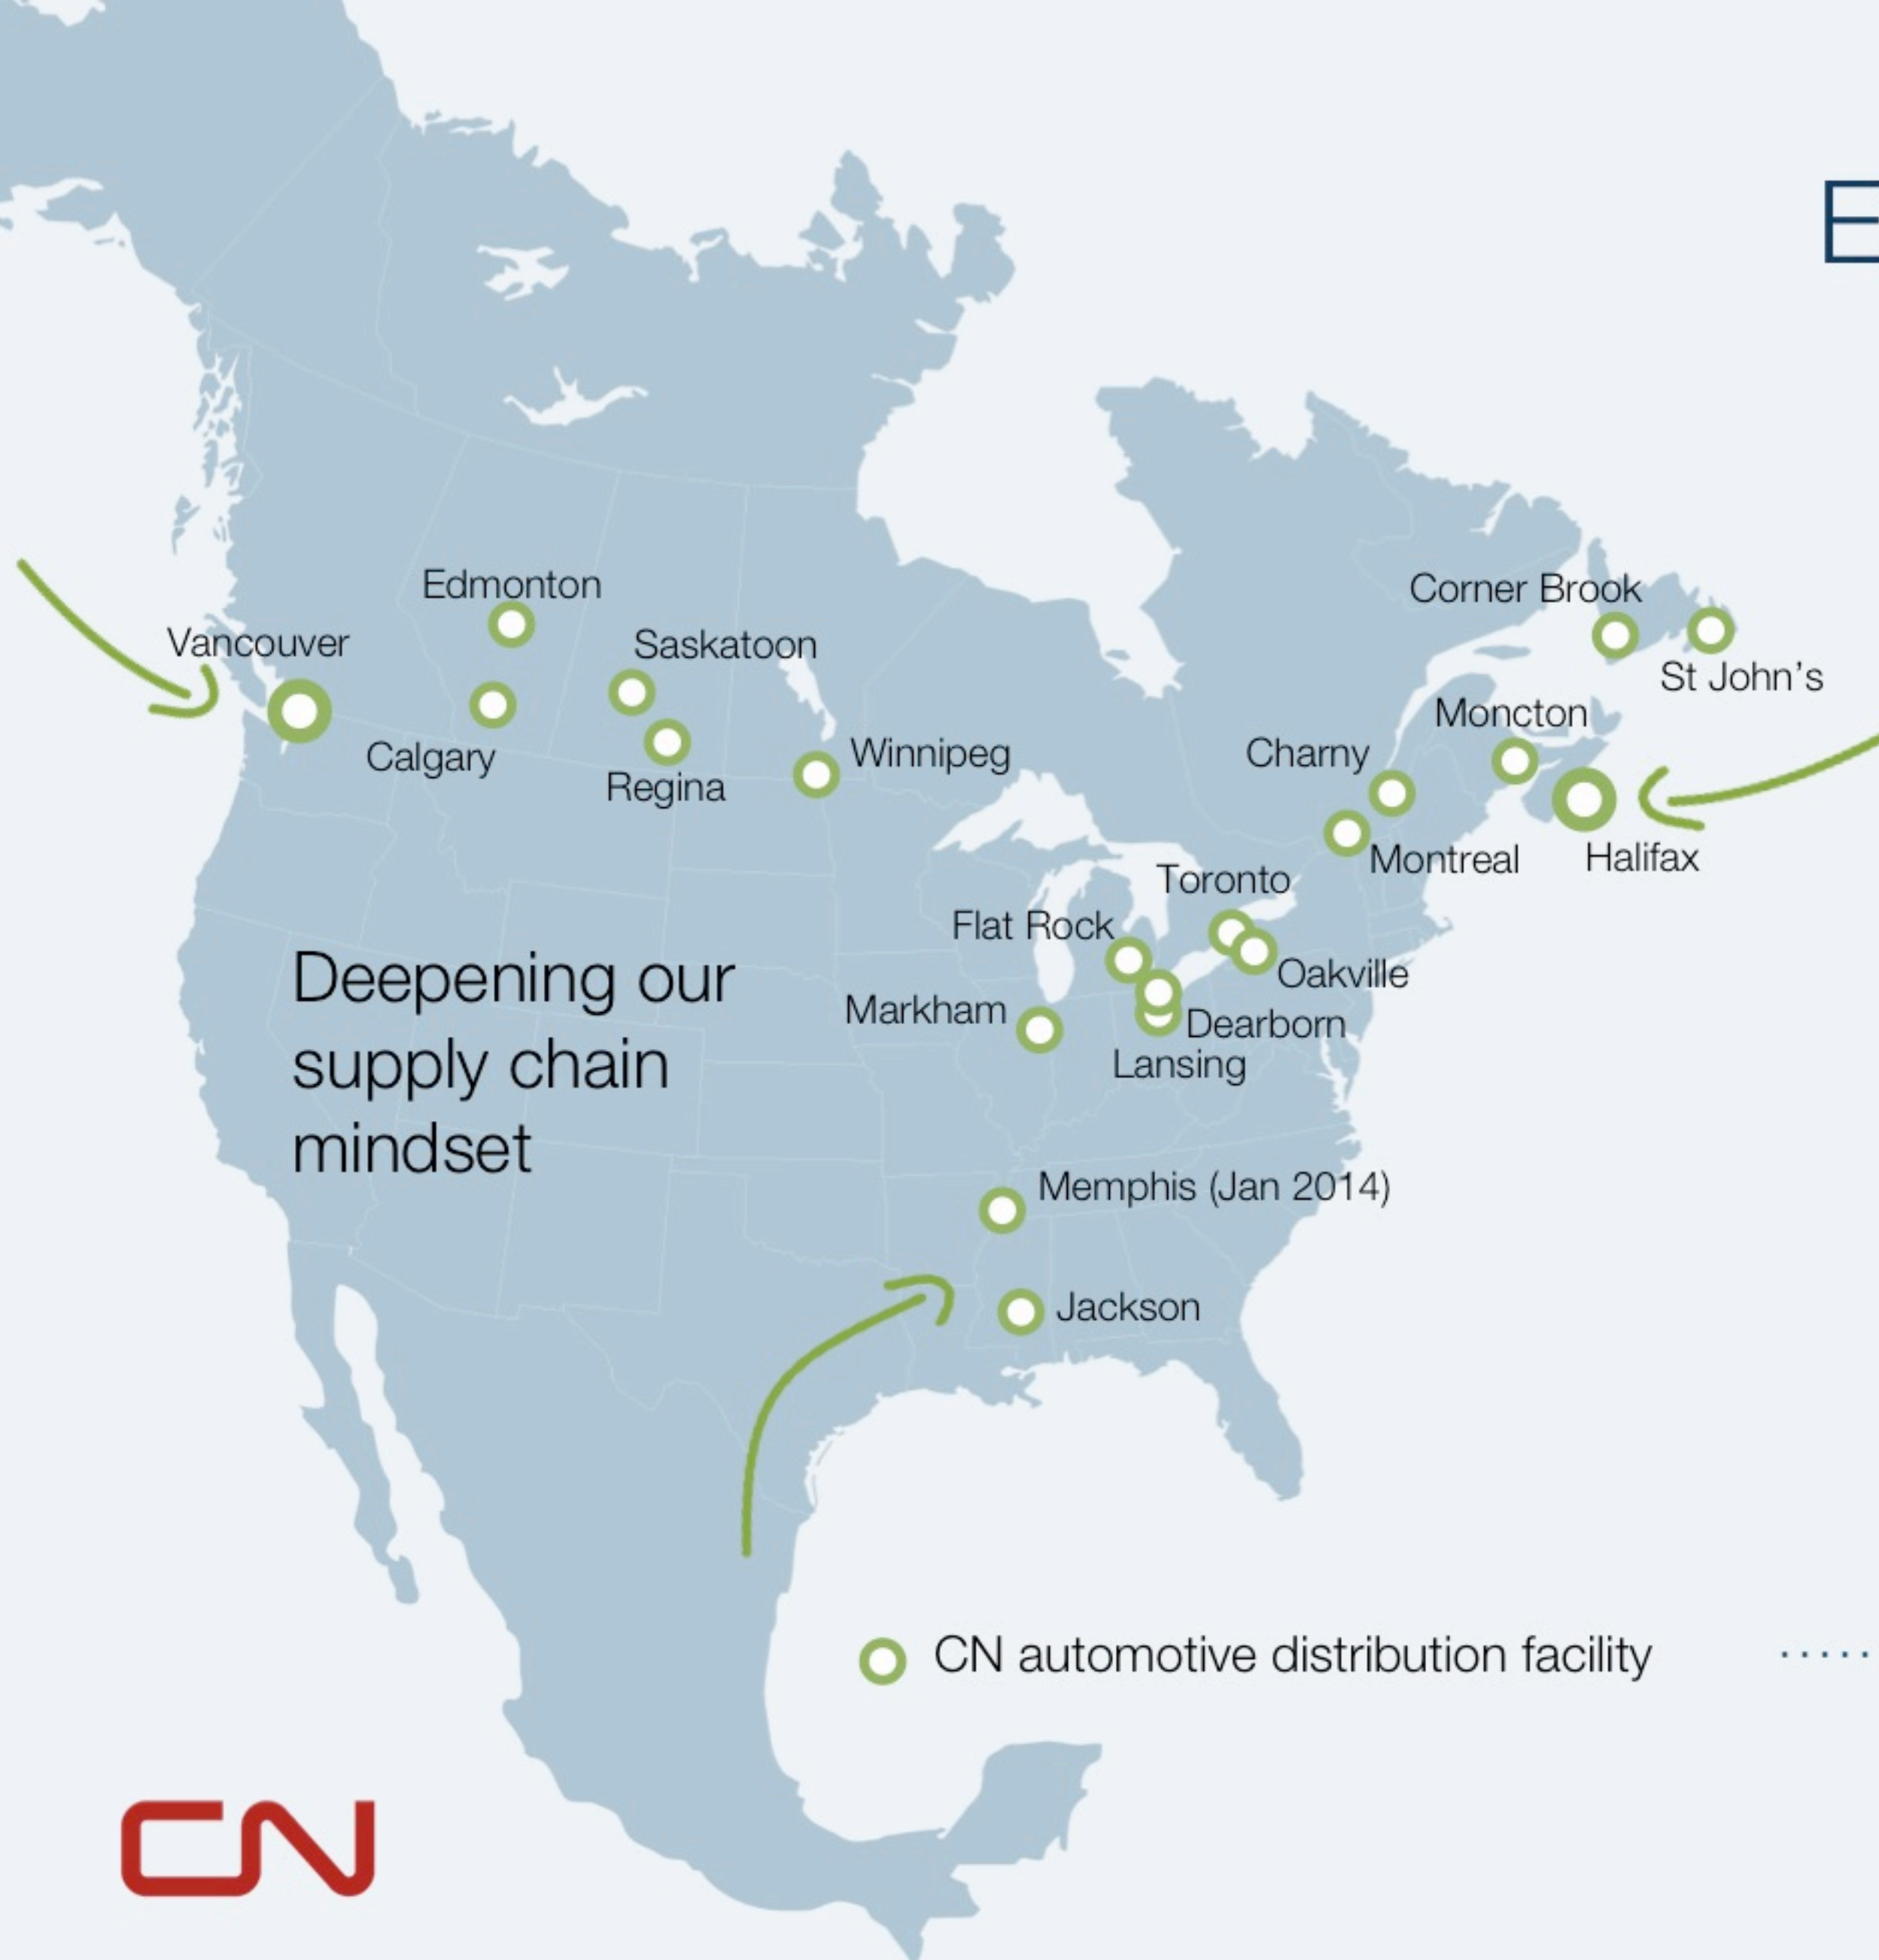 Edmonton
Corner Brook
Vancouver
Saskatoon
St John’s
Moncton
Calgary
Winnipeg
Charny
Regina
Montreal
Halifax
Toronto
Flat Rock
Oakville
Deepening our
supply chain
mindset
Markham
Dearborn
Lansing
Memphis (Jan 2014)
Jackson
CN automotive distribution facility
CN